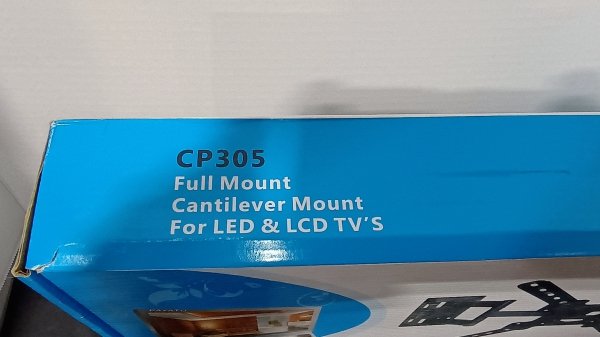 CP305
Full Mount
Cantilever Mount
For LED & LCD TV'S